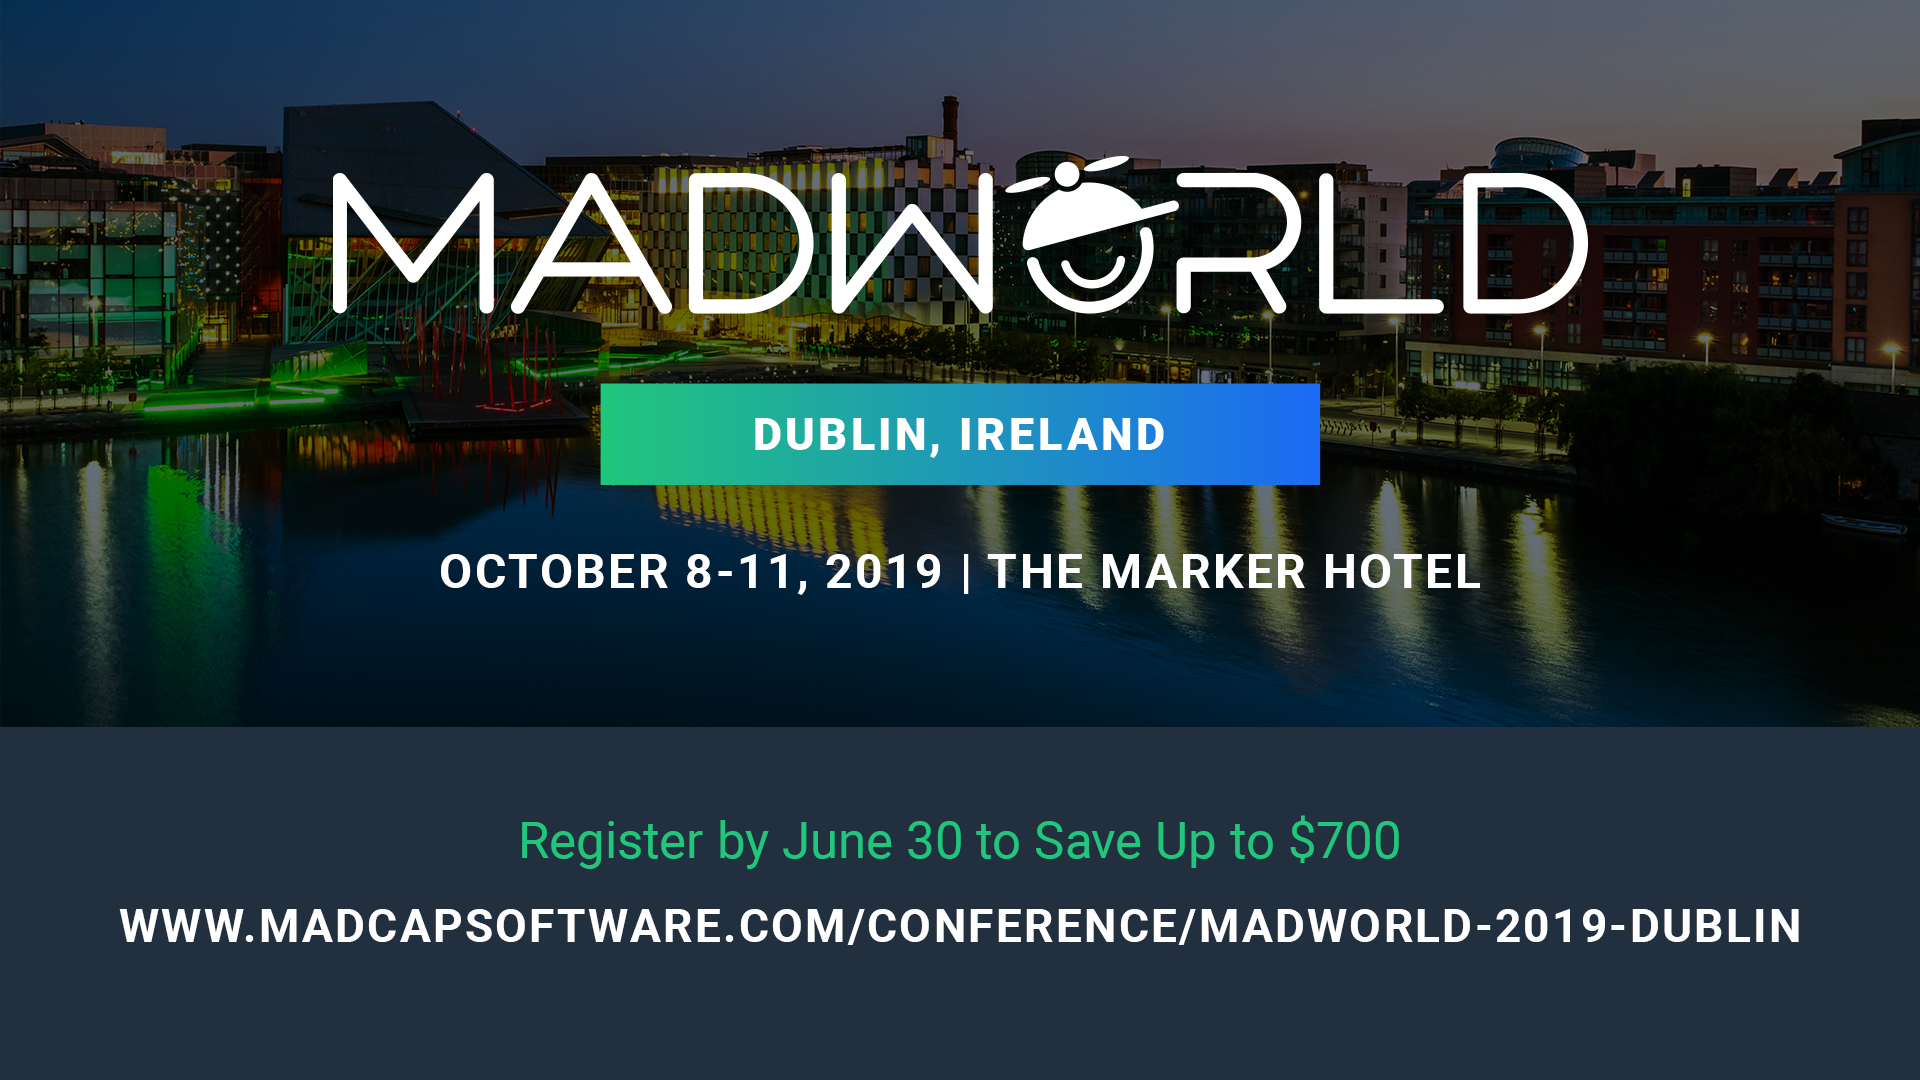 MADWORLD
DUBLIN, IRELAND
OCTOBER 8-11, 2019 | THE MARKER HOTEL
Register by June 30 to Save Up to $700
WWW.MADCAPSOFTWARE.COM/CONFERENCE/MADWORLD-2019-DUBLIN